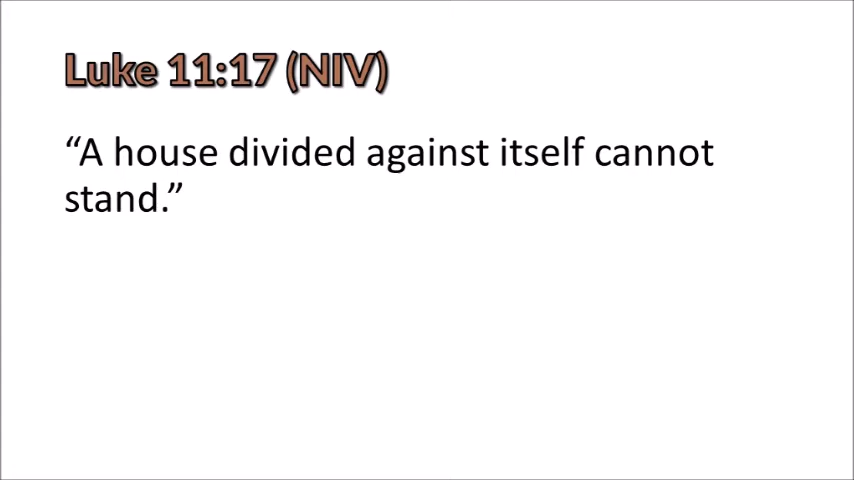 Luke 11:17 (NIV)
“A house divided against itself cannot
stand.”